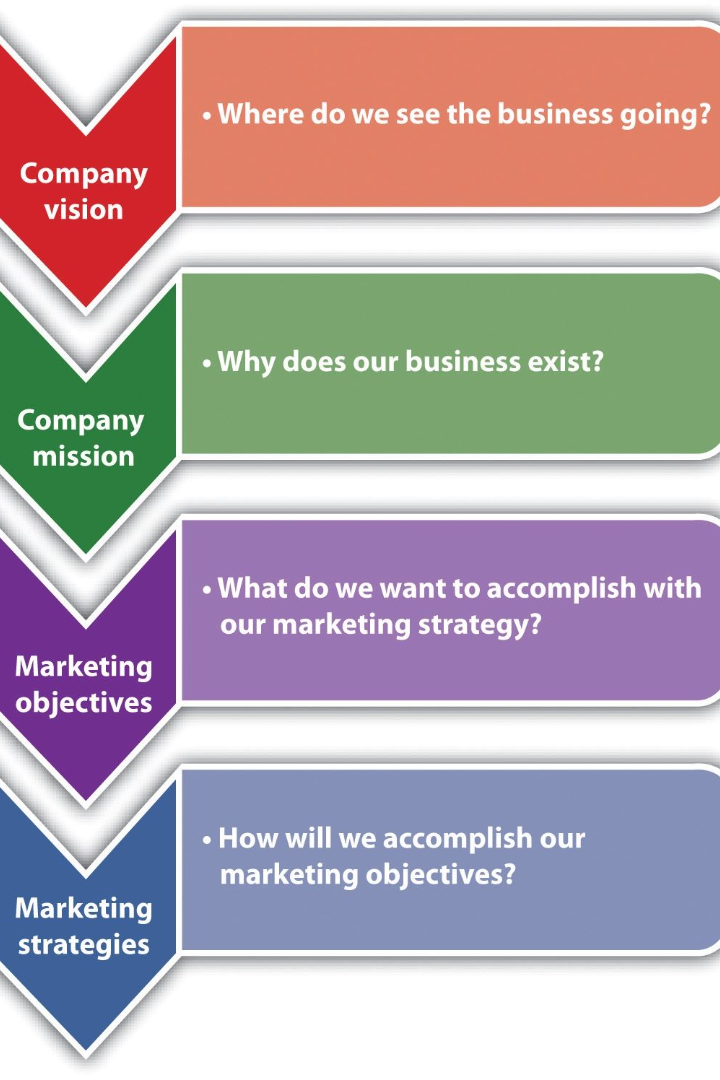 Company
vision
• Where do we see the business going?
Company
mission
• Why does our business exist?
Marketing
objectives
• What do we want to accomplish with
our marketing strategy?
Marketing
strategies
• How will we accomplish our
marketing objectives?